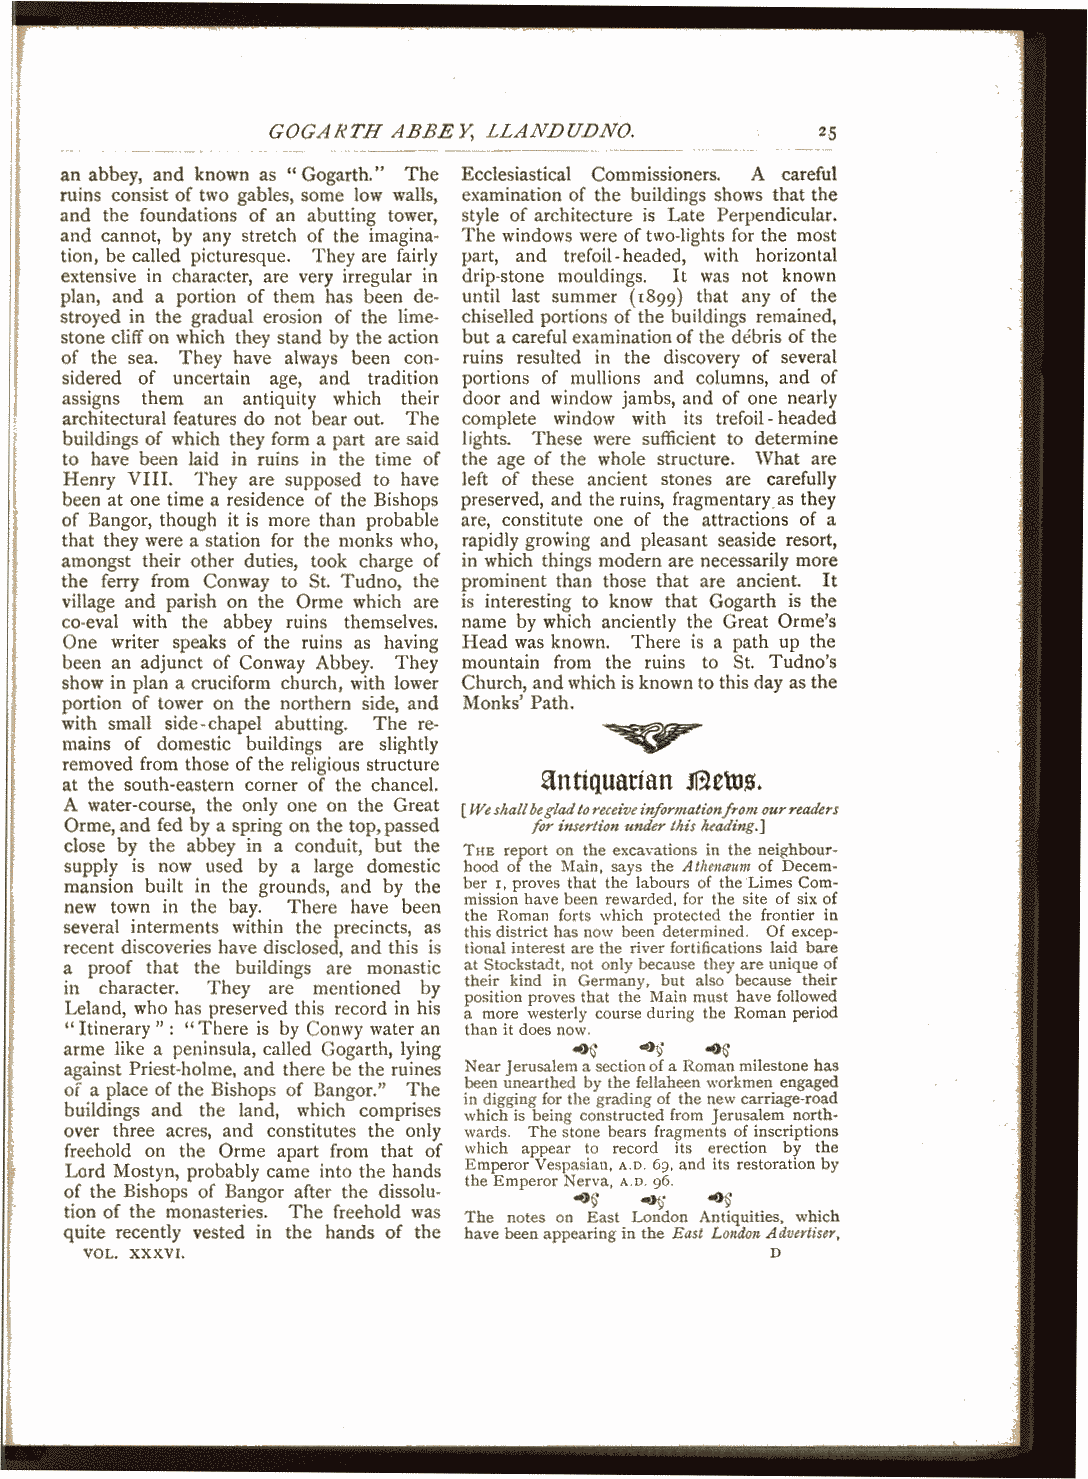 GOGARTH ABBEY, LLANDUDNO. 25
an abbey, and known as "Gogarth." The
ruins consist of two gables, some low walls,
and the foundations of an abutting tower,
and cannot, by any stretch of the imagina-
tion, be called picturesque. They are fairly
extensive in character, are very irregular in
plan, and a portion of them has been de-
stroyed in the gradual erosion of the lime-
stone cliff on which they stand by the action
of the sea. They have always been con-
sidered of uncertain age, and tradition
assigns them an antiquity which their
architectural features do not bear out. The
buildings of which they form a part are said
to have been laid in ruins in the time of
Henry VIII. They are supposed to have
been at one time a residence of the Bishops
of Bangor, though it is more than probable
that they were a station for the monks who,
amongst their other duties, took charge of
the ferry from Conway to St. Tudno, the
village and parish on the Orme which are
co-eval with the abbey ruins themselves.
One writer speaks of the ruins as having
been an adjunct of Conway Abbey. They
show in plan a cruciform church, with lower
portion of tower on the northern side, and
with small side-chapel abutting. The re-
mains of domestic buildings are slightly
removed from those of the religious structure
at the south-eastern corner of the chancel.
A water-course, the only one on the Great
Orme, and fed by a spring on the top, passed
close by the abbey in a conduit, but the
supply is now used by a large domestic
mansion built in the grounds, and by the
new town in the bay. There have been
several interments within the precincts, as
recent discoveries have disclosed, and this is
a proof that the buildings are monastic
in character. They are mentioned by
Leland, who has preserved this record in his
"Itinerary": "There is by Conwy water an
arme like a peninsula, called Gogarth, lying
against Priest-holme, and there be the ruines
of a place of the Bishops of Bangor." The
buildings and the land, which comprises
over three acres, and constitutes the only
freehold on the Orme apart from that of
Lord Mostyn, probably came into the hands
of the Bishops of Bangor after the dissolu-
tion of the monasteries. The freehold was
quite recently vested in the hands of the
VOL. XXXVI.
Ecclesiastical Commissioners. A careful
examination of the buildings shows that the
style of architecture is Late Perpendicular.
The windows were of two-lights for the most
part, and trefoil-headed, with horizontal
drip-stone mouldings. It was not known
until last summer (1899) that any of the
chiselled portions of the buildings remained,
but a careful examination of the débris of the
ruins resulted in the discovery of several
portions of mullions and columns, and of
door and window jambs, and of one nearly
complete window with its trefoil-headed
lights. These were sufficient to determine
the age of the whole structure. What are
left of these ancient stones are carefully
preserved, and the ruins, fragmentary as they
are, constitute one of the attractions of a
rapidly growing and pleasant seaside resort,
in which things modern are necessarily more
prominent than those that are ancient. It
is interesting to know that Gogarth is the
name by which anciently the Great Orme's
Head was known. There is a path up the
mountain from the ruins to St. Tudno's
Church, and which is known to this day as the
Monks' Path.
Antiquarian News.
[We shall be glad to receive information from our readers
for insertion under this heading.]
THE report on the excavations in the neighbour-
hood of the Main, says the Athenæum of Decem-
ber 1, proves that the labours of the Limes Com-
mission have been rewarded, for the site of six of
the Roman forts which protected the frontier in
this district has now been determined. Of excep-
tional interest are the river fortifications laid bare
at Stockstadt, not only because they are unique of
their kind in Germany, but also because their
position proves that the Main must have followed
a more westerly course during the Roman period
than it does now.
Near Jerusalem a section of a Roman milestone has
been unearthed by the fellaheen workmen engaged
in digging for the grading of the new carriage-road
which is being constructed from Jerusalem north-
wards. The stone bears fragments of inscriptions
which appear to record its erection by the
Emperor Vespasian, A.D. 69, and its restoration by
the Emperor Nerva, A.D. 96.
The notes on East London Antiquities, which
have been appearing in the East London Advertiser,
D